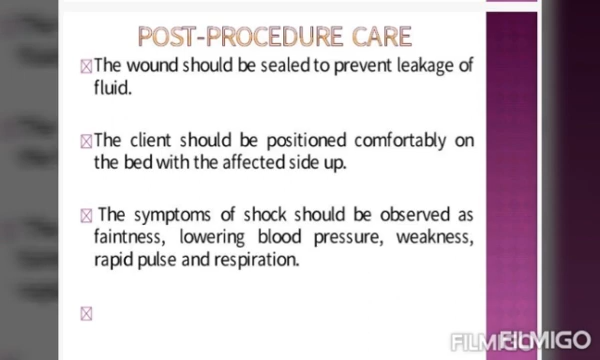 POST-PROCEDURE CARE
The wound should be sealed to prevent leakage of
fluid.
The client should be positioned comfortably on
the bed with the affected side up.
The symptoms of shock should be observed as
faintness, lowering blood pressure, weakness,
rapid pulse and respiration.
FILMIGO
FILMIGO